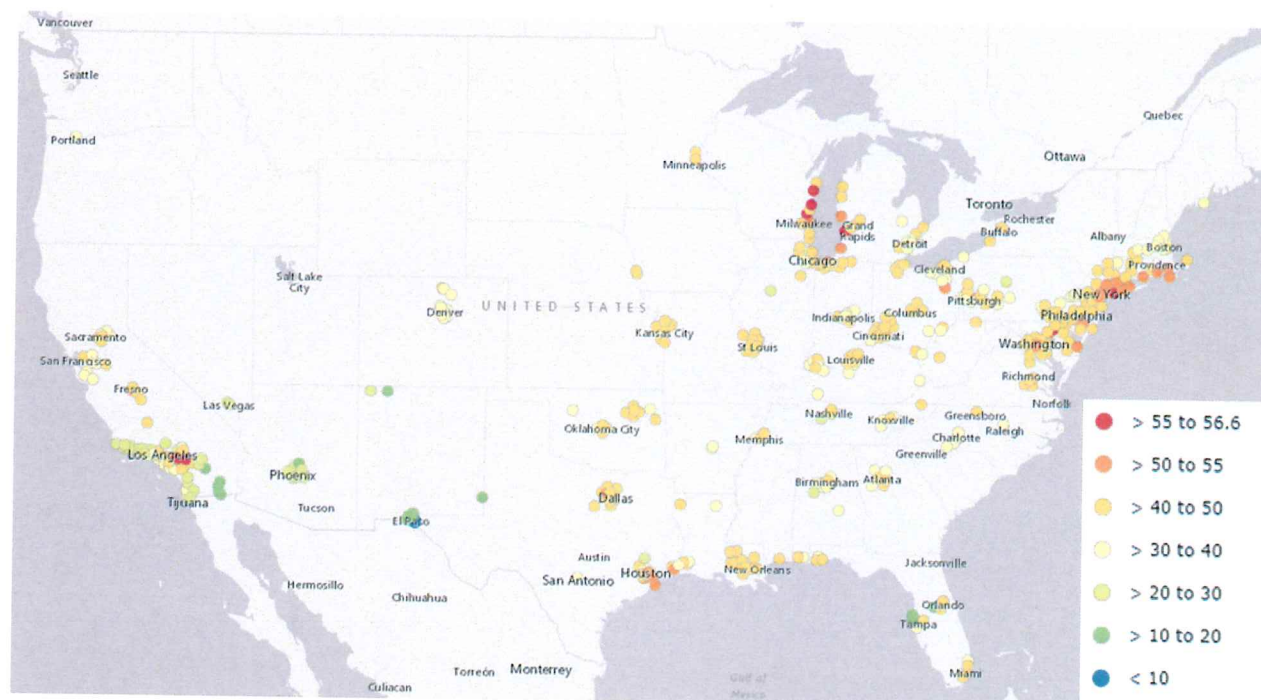 Vancouver
Seattle
Portland
Quebec
Minneapolis
Ottawa
Toronto
Rochester
Milwaukee
Grand
Rapids
Buffalo
Albany
Detroit
Boston
Chicago
Cleveland
Providence
Salt Lake
City
New York
Denver
UNITED STATES
Pittsburgh
Indianapolis
Columbus
Philadelphia
Sacramento
Kansas City
St Louis
Cincinnati
Washington
San Francisco
Louisville
Fresno
Richmond
Las Vegas
Norfolk
Nashville
Knoxville
Greensboro
Raleigh
Oklahoma City
Memphis
Charlotte
Greenville
Los Angeles
Phoenix
Birmingham
Atlanta
Tijuana
Tucson
Dallas
El Paso
Austin
Houston
New Orleans
Jacksonville
San Antonio
Hermosillo
Chihuahua
Orlando
Tampa
Torreón
Monterrey
Miami
Culiacan
Gulf of
Mexico
> 55 to 56.6
> 50 to 55
> 40 to 50
> 30 to 40
> 20 to 30
> 10 to 20
< 10